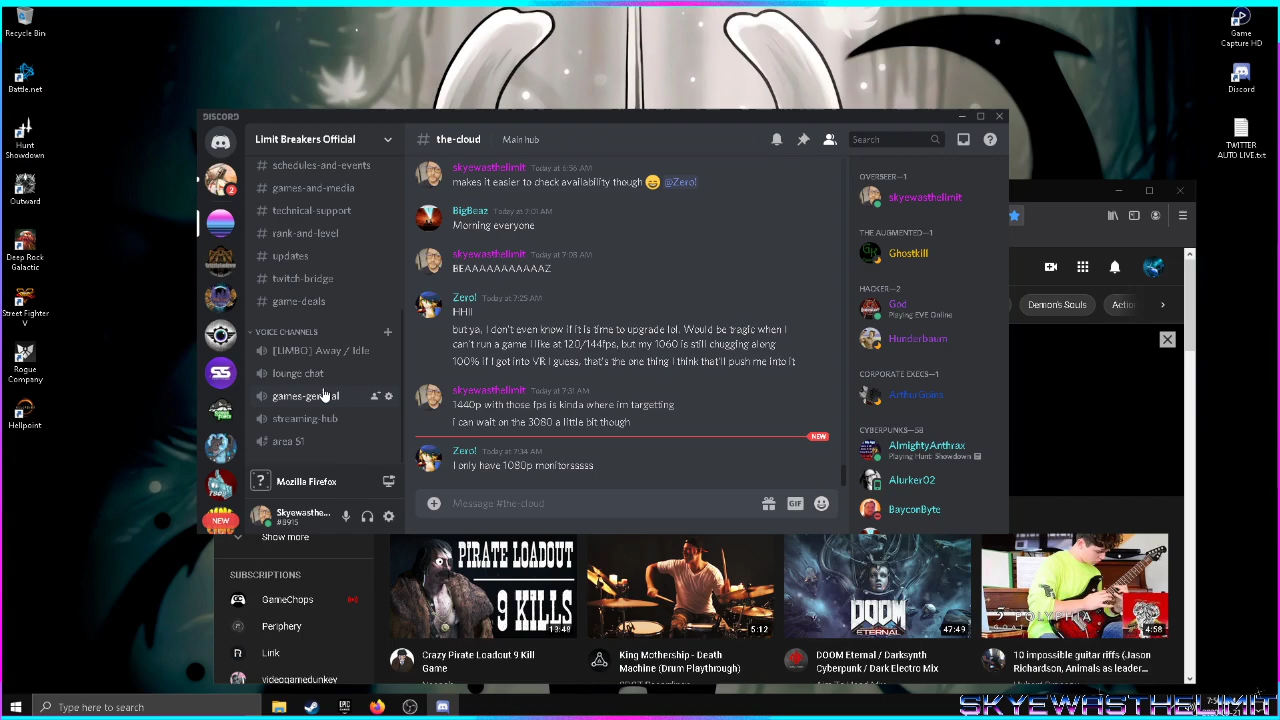 Recycle Bin
Battle.net
Hunt
Showdown
Outward
Deep Rock
Galactic
Street Fighter
V
Rogue
Company
Hellpoint
Game
Capture HD
Discord
TWITTER
AUTO LIVE.txt
DISCORD
Limit Breakers Official
# the-cloud
Main hub
Search
# schedules-and-events
# games-and-media
# technical-support
# rank-and-level
# updates
# twitch-bridge
# game-deals
VOICE CHANNELS
[LIMBO] Away / Idle
lounge chat
games-general
streaming-hub
area 51
Mozilla Firefox
Skyewasthe...
#8915
2
SS
TBD
NEW
skyewasthelimit Today at 6:56 AM
makes it easier to check availability though 😄 @Zero!
BigBeaz Today at 7:01 AM
Morning everyone
skyewasthelimit Today at 7:08 AM
BEAAAAAAAAAAZ
Zero! Today at 7:25 AM
HHII
but ya, I don't even know if it is time to upgrade lol. Would be tragic when I
can't run a game I like at 120/144fps, but my 1060 is still chugging along
100% if I got into VR I guess, that's the one thing I think that'll push me into it
skyewasthelimit Today at 7:31 AM
1440p with those fps is kinda where im targetting
i can wait on the 3080 a little bit though
NEW
Zero! Today at 7:34 AM
I only have 1080p monitorsssss
Message #the-cloud
GIF
OVERSEER—1
skyewasthelimit
THE AUGMENTED—1
Ghostkill
HACKER—2
God
Playing EVE Online
Hunderbaum
CORPORATE EXECS—1
ArthurGains
CYBERPUNKS—58
AlmightyAnthrax
Playing Hunt: Showdown
Alurker02
BayconByte
Demon's Souls
Show more
SUBSCRIPTIONS
GameChops
Periphery
Link
videogamedunkey
PIRATE LOADOUT
9 KILLS
13:48
Crazy Pirate Loadout 9 Kill
Game
5:12
King Mothership - Death
Machine (Drum Playthrough)
DOOM
ETERNAL
47:49
DOOM Eternal / Darksynth
Cyberpunk / Dark Electro Mix
POLYPHIA
4:58
10 impossible guitar riffs (Jason
Richardson, Animals as leader...
Type here to search
SKYEWASTHELIMIT